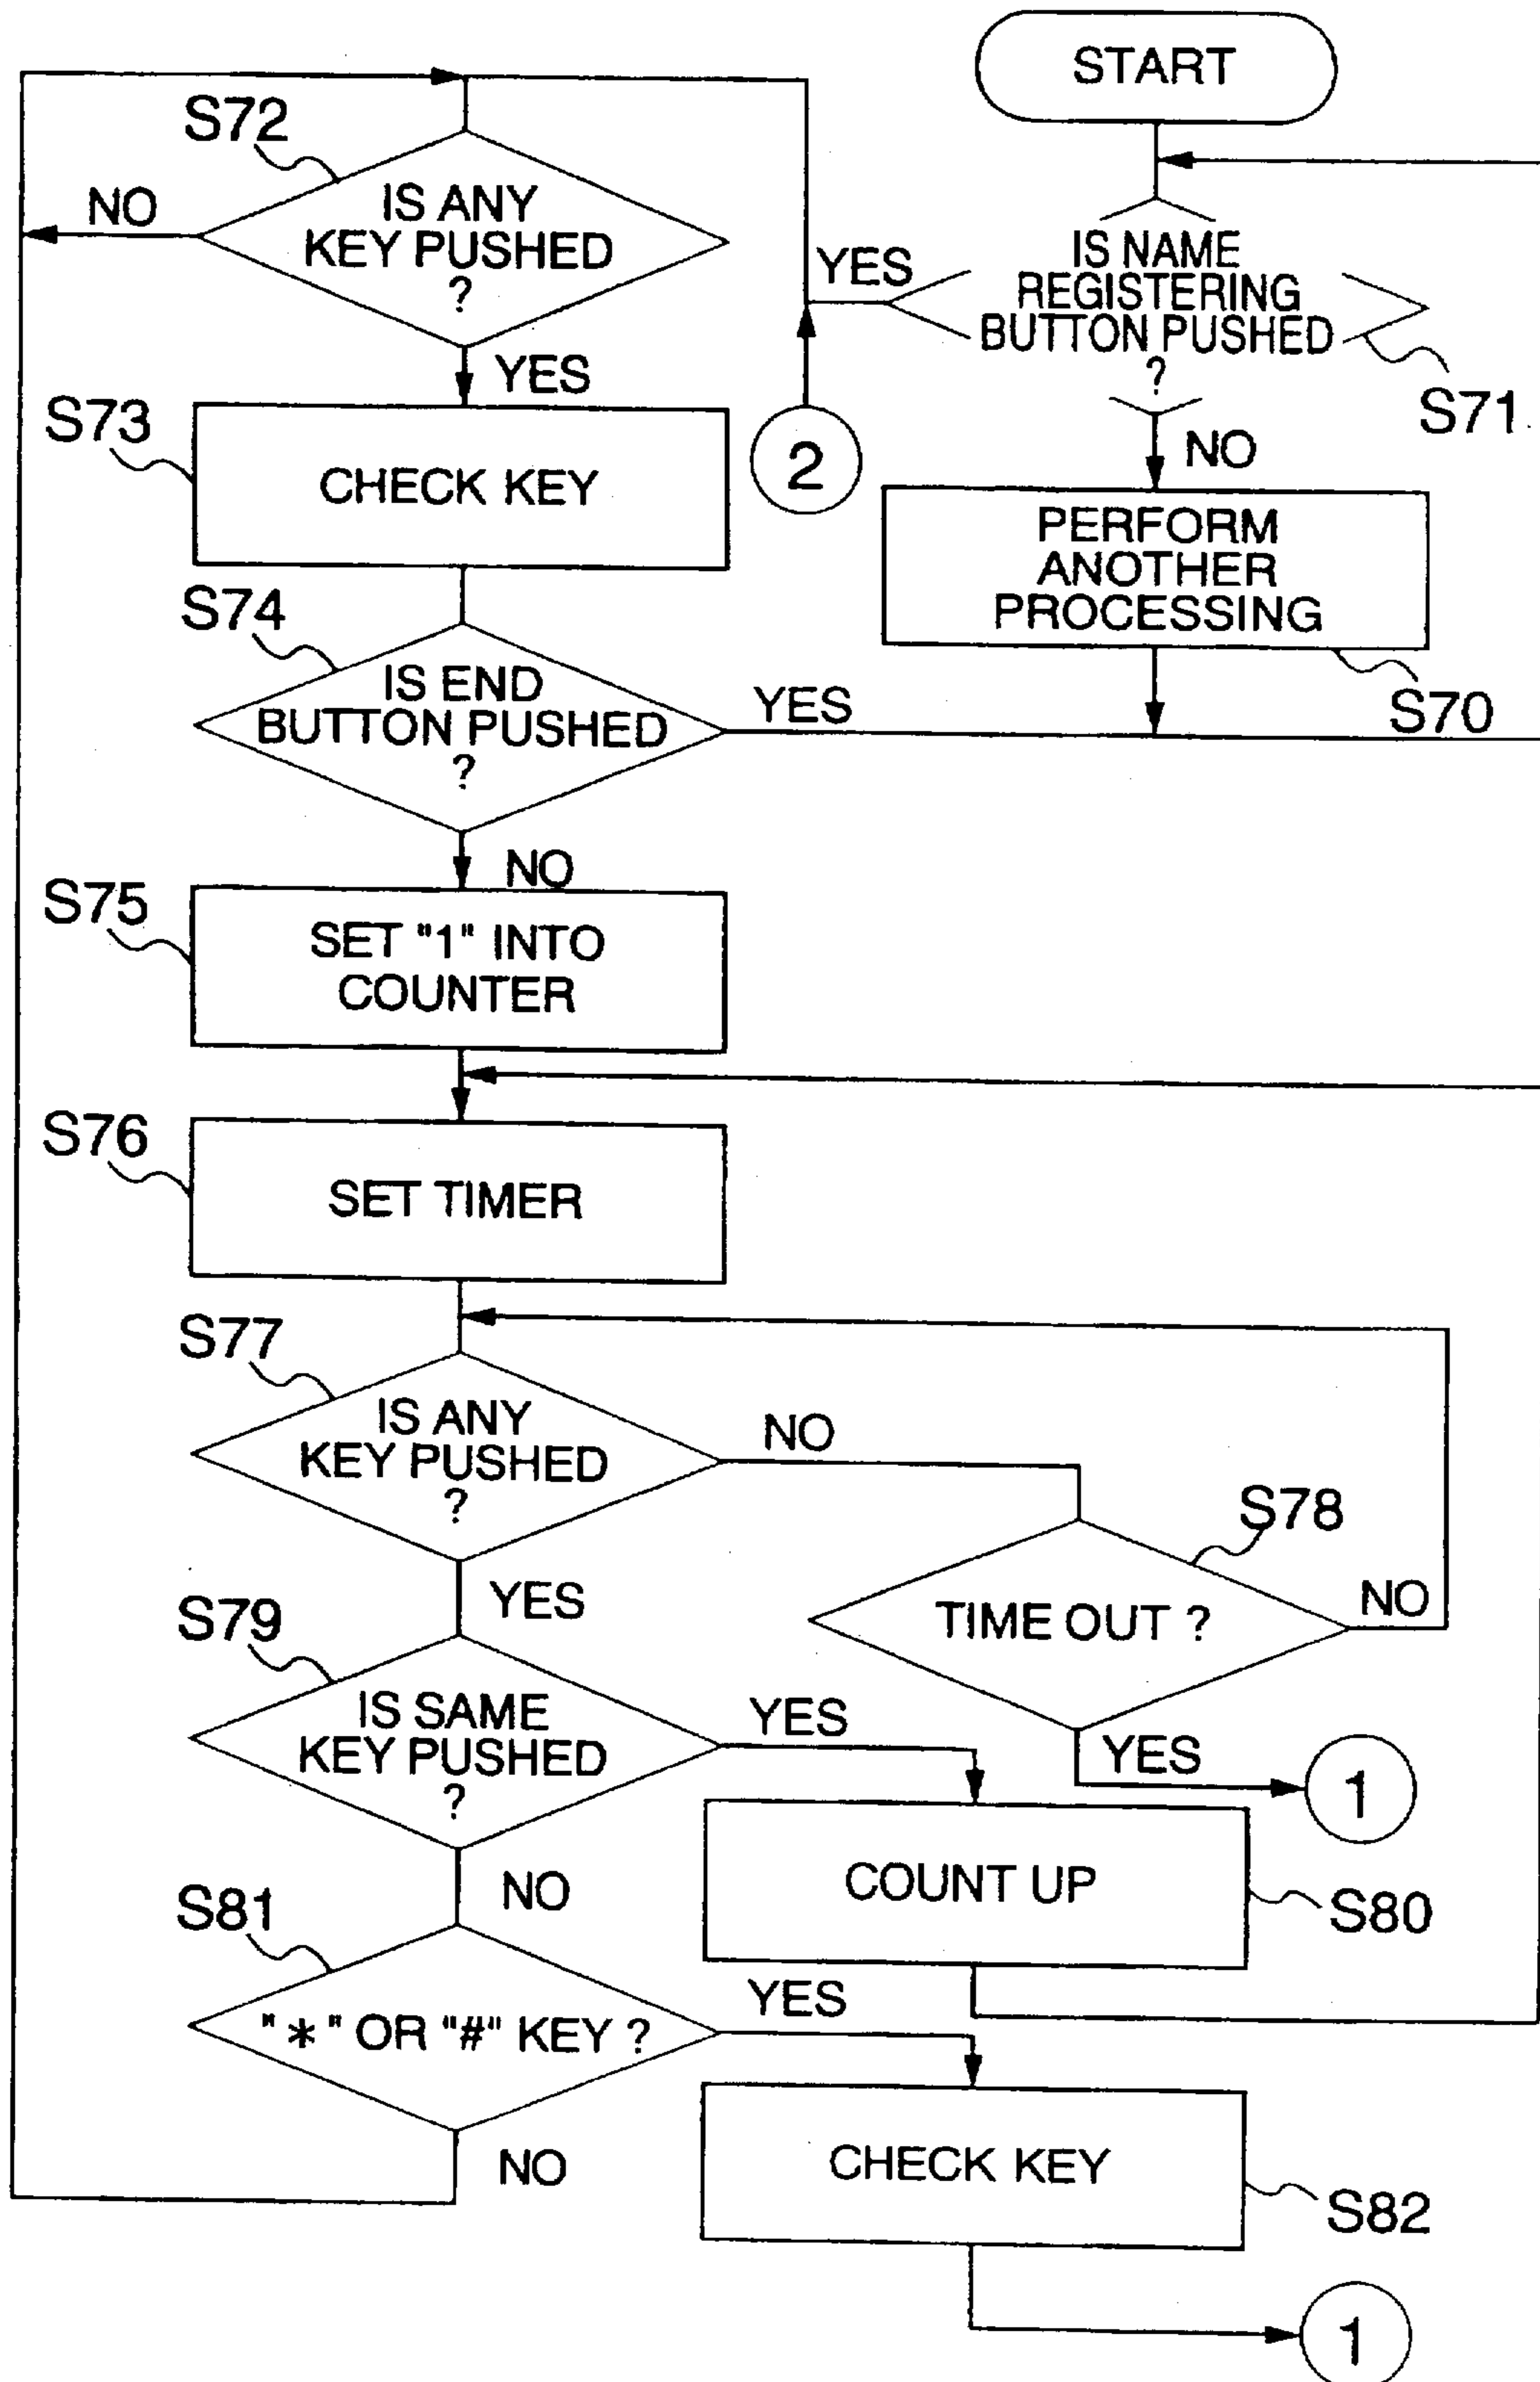 START
S72
IS ANY
KEY PUSHED
?
NO
YES
IS NAME
REGISTERING
BUTTON PUSHED
?
YES
S71
NO
S73
CHECK KEY
2
PERFORM
ANOTHER
PROCESSING
S70
S74
IS END
BUTTON PUSHED
?
YES
NO
S75
SET "1" INTO
COUNTER
S76
SET TIMER
S77
IS ANY
KEY PUSHED
?
NO
YES
S78
TIME OUT ?
NO
YES
1
S79
IS SAME
KEY PUSHED
?
YES
NO
COUNT UP
S80
S81
"*" OR "#" KEY ?
YES
NO
CHECK KEY
S82
1